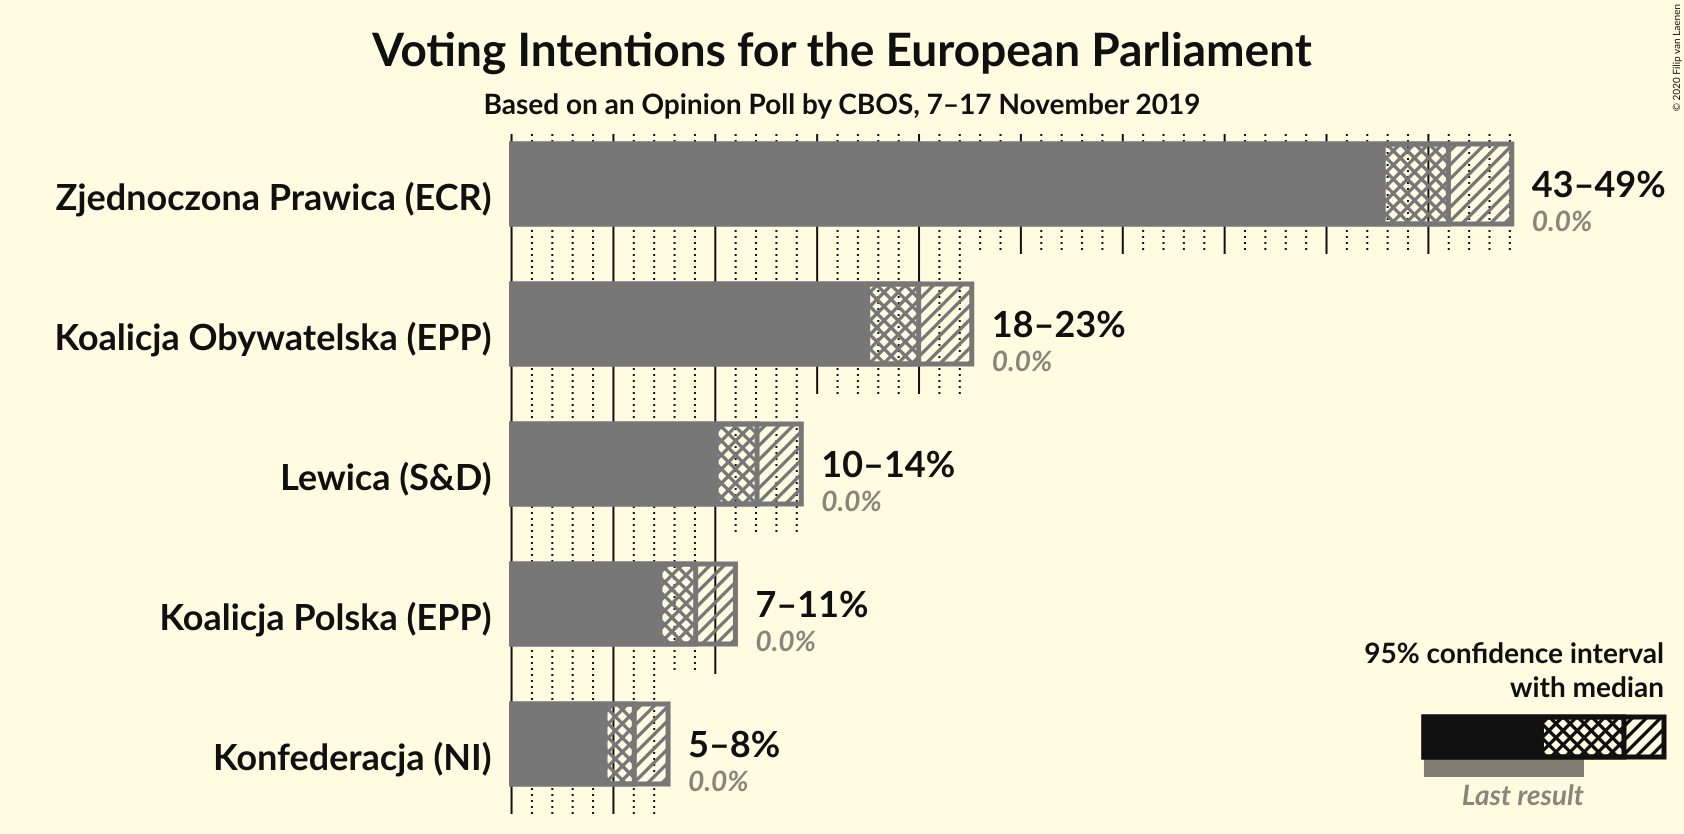 Voting Intentions for the European Parliament
Based on an Opinion Poll by CBOS, 7–17 November 2019
© 2020 Filip van Laenen
Zjednoczona Prawica (ECR)
43–49%
0.0%
Koalicja Obywatelska (EPP)
18–23%
0.0%
Lewica (S&D)
10–14%
0.0%
Koalicja Polska (EPP)
7–11%
0.0%
Konfederacja (NI)
5–8%
0.0%
95% confidence interval
with median
Last result